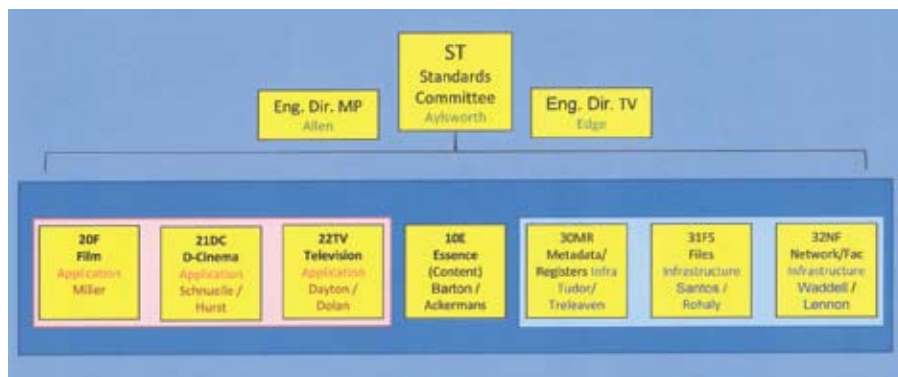 ST
Standards
Committee
Aylsworth
Eng. Dir. MP
Allen
Eng. Dir. TV
Edge
20F
Film
Application
Miller
21DC
D-Cinema
Application
Schnuelle /
Hurst
22TV
Television
Application
Dayton /
Dolan
10E
Essence
(Content)
Barton /
Ackermans
30MR
Metadata/
Registers Infra
Tudor/
Treleaven
31FS
Files
Infrastructure
Santos /
Rohaly
32NF
Network/Fac
Infrastructure
Waddell /
Lennon